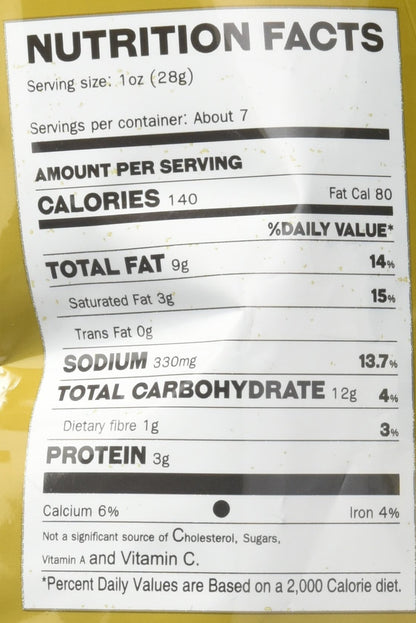 NUTRITION FACTS
Serving size: 1oz (28g)
Servings per container: About 7
AMOUNT PER SERVING
CALORIES 140 Fat Cal 80
%DAILY VALUE*
TOTAL FAT 9g 14%
Saturated Fat 3g 15%
Trans Fat 0g
SODIUM 330mg 13.7%
TOTAL CARBOHYDRATE 12g 4%
Dietary fibre 1g 3%
PROTEIN 3g
Calcium 6% ● Iron 4%
Not a significant source of Cholesterol, Sugars,
Vitamin A and Vitamin C.
*Percent Daily Values are Based on a 2,000 Calorie diet.